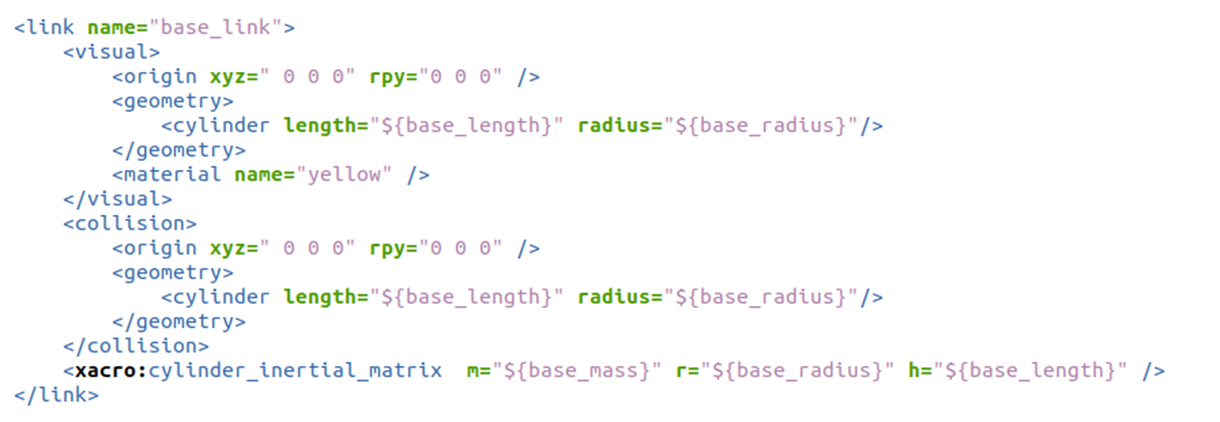 <link name="base_link">
    <visual>
        <origin xyz=" 0 0 0" rpy="0 0 0" />
        <geometry>
            <cylinder length="${base_length}" radius="${base_radius}"/>
        </geometry>
        <material name="yellow" />
    </visual>
    <collision>
        <origin xyz=" 0 0 0" rpy="0 0 0" />
        <geometry>
            <cylinder length="${base_length}" radius="${base_radius}"/>
        </geometry>
    </collision>
    <xacro:cylinder_inertial_matrix  m="${base_mass}" r="${base_radius}" h="${base_length}" />
</link>